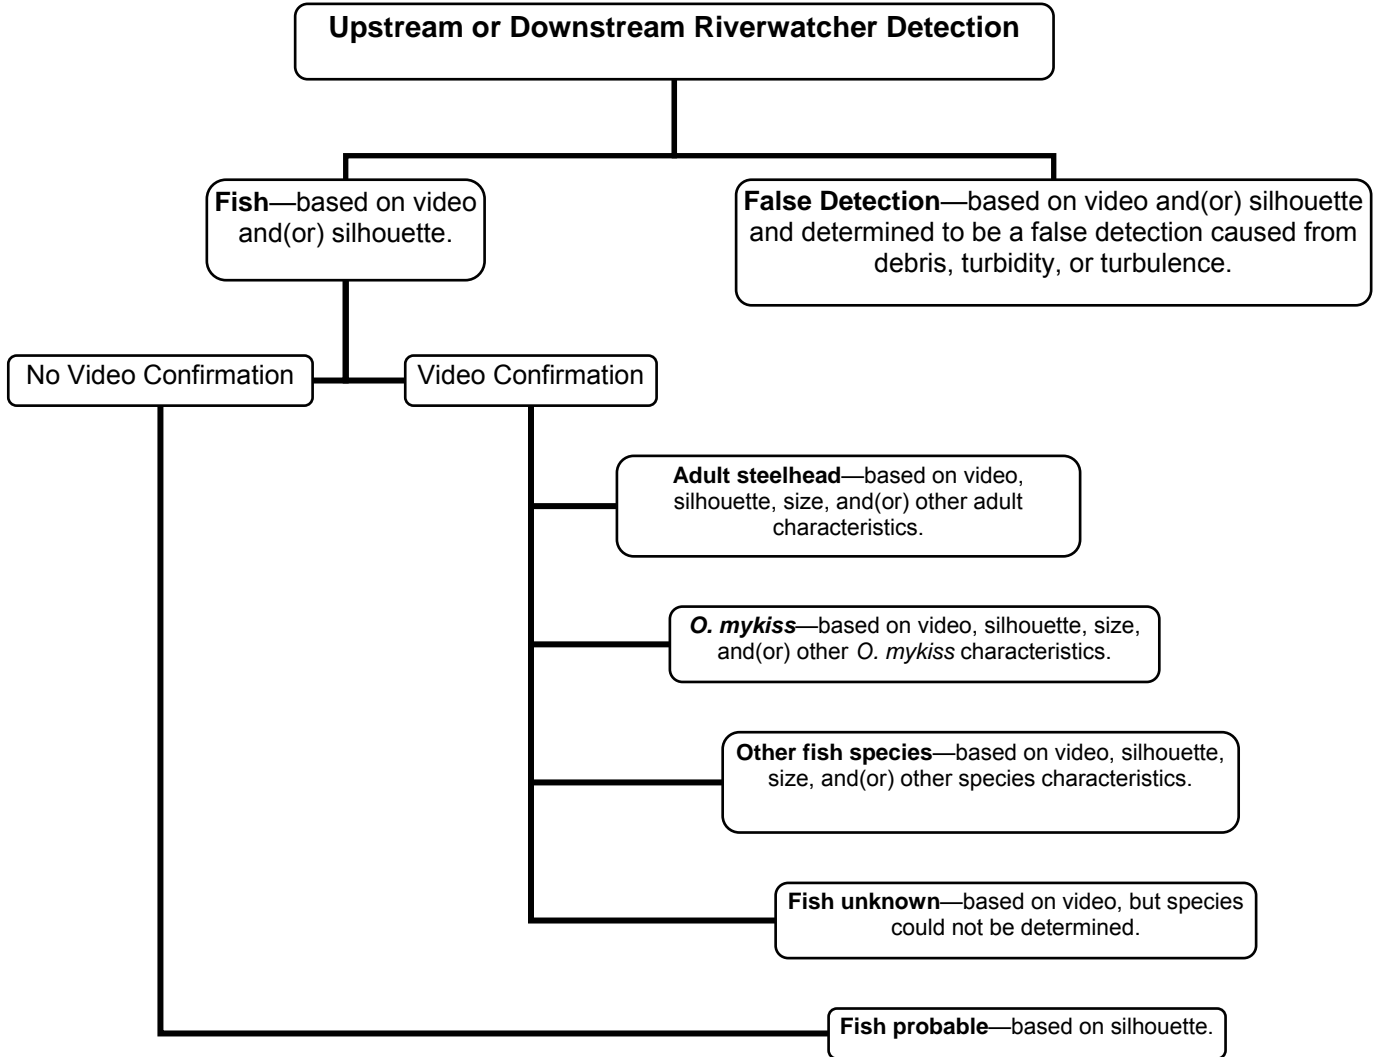 Upstream or Downstream Riverwatcher Detection
Fish—based on video
and(or) silhouette.
False Detection—based on video and(or) silhouette
and determined to be a false detection caused from
debris, turbidity, or turbulence.
No Video Confirmation
Video Confirmation
Adult steelhead—based on video,
silhouette, size, and(or) other adult
characteristics.
O. mykiss—based on video, silhouette, size,
and(or) other O. mykiss characteristics.
Other fish species—based on video, silhouette,
size, and(or) other species characteristics.
Fish unknown—based on video, but species
could not be determined.
Fish probable—based on silhouette.